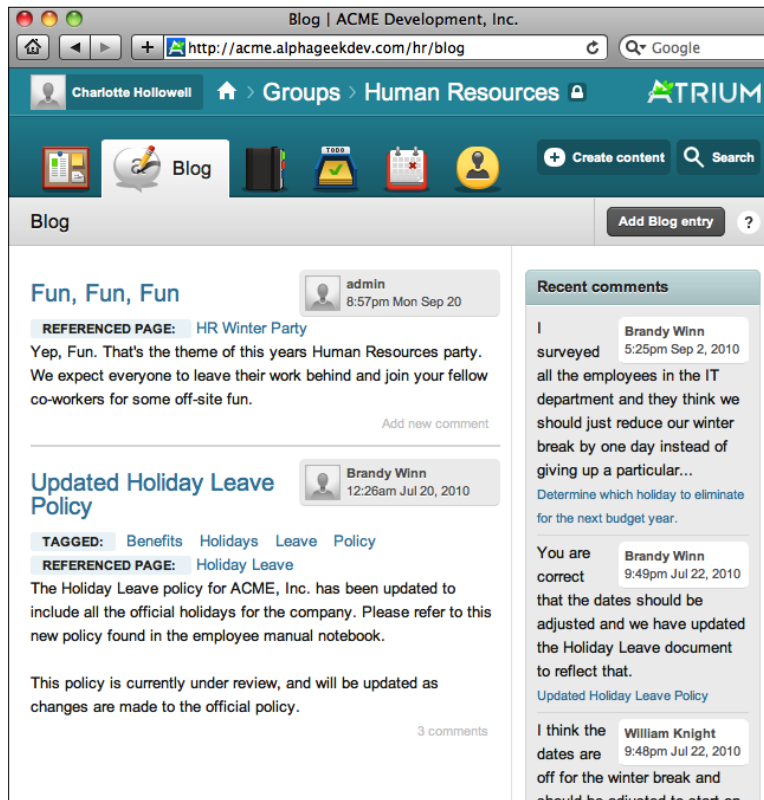 Blog | ACME Development, Inc.
http://acme.alphageekdev.com/hr/blog
Google
Charlotte Hollowell
Groups > Human Resources
ATRIUM
TODO
Blog
Create content
Search
Blog
Add Blog entry
?
Fun, Fun, Fun
admin
8:57pm Mon Sep 20
REFERENCED PAGE: HR Winter Party
Yep, Fun. That's the theme of this years Human Resources party.
We expect everyone to leave their work behind and join your fellow
co-workers for some off-site fun.
Add new comment
Updated Holiday Leave
Policy
Brandy Winn
12:26am Jul 20, 2010
TAGGED: Benefits Holidays Leave Policy
REFERENCED PAGE: Holiday Leave
The Holiday Leave policy for ACME, Inc. has been updated to
include all the official holidays for the company. Please refer to this
new policy found in the employee manual notebook.
This policy is currently under review, and will be updated as
changes are made to the official policy.
3 comments
Recent comments
Brandy Winn
5:25pm Sep 2, 2010
I
surveyed
all the employees in the IT
department and they think we
should just reduce our winter
break by one day instead of
giving up a particular...
Determine which holiday to eliminate
for the next budget year.
Brandy Winn
9:49pm Jul 22, 2010
You are
correct
that the dates should be
adjusted and we have updated
the Holiday Leave document
to reflect that.
Updated Holiday Leave Policy
William Knight
9:48pm Jul 22, 2010
I think the
dates are
off for the winter break and
should be adjusted to start on